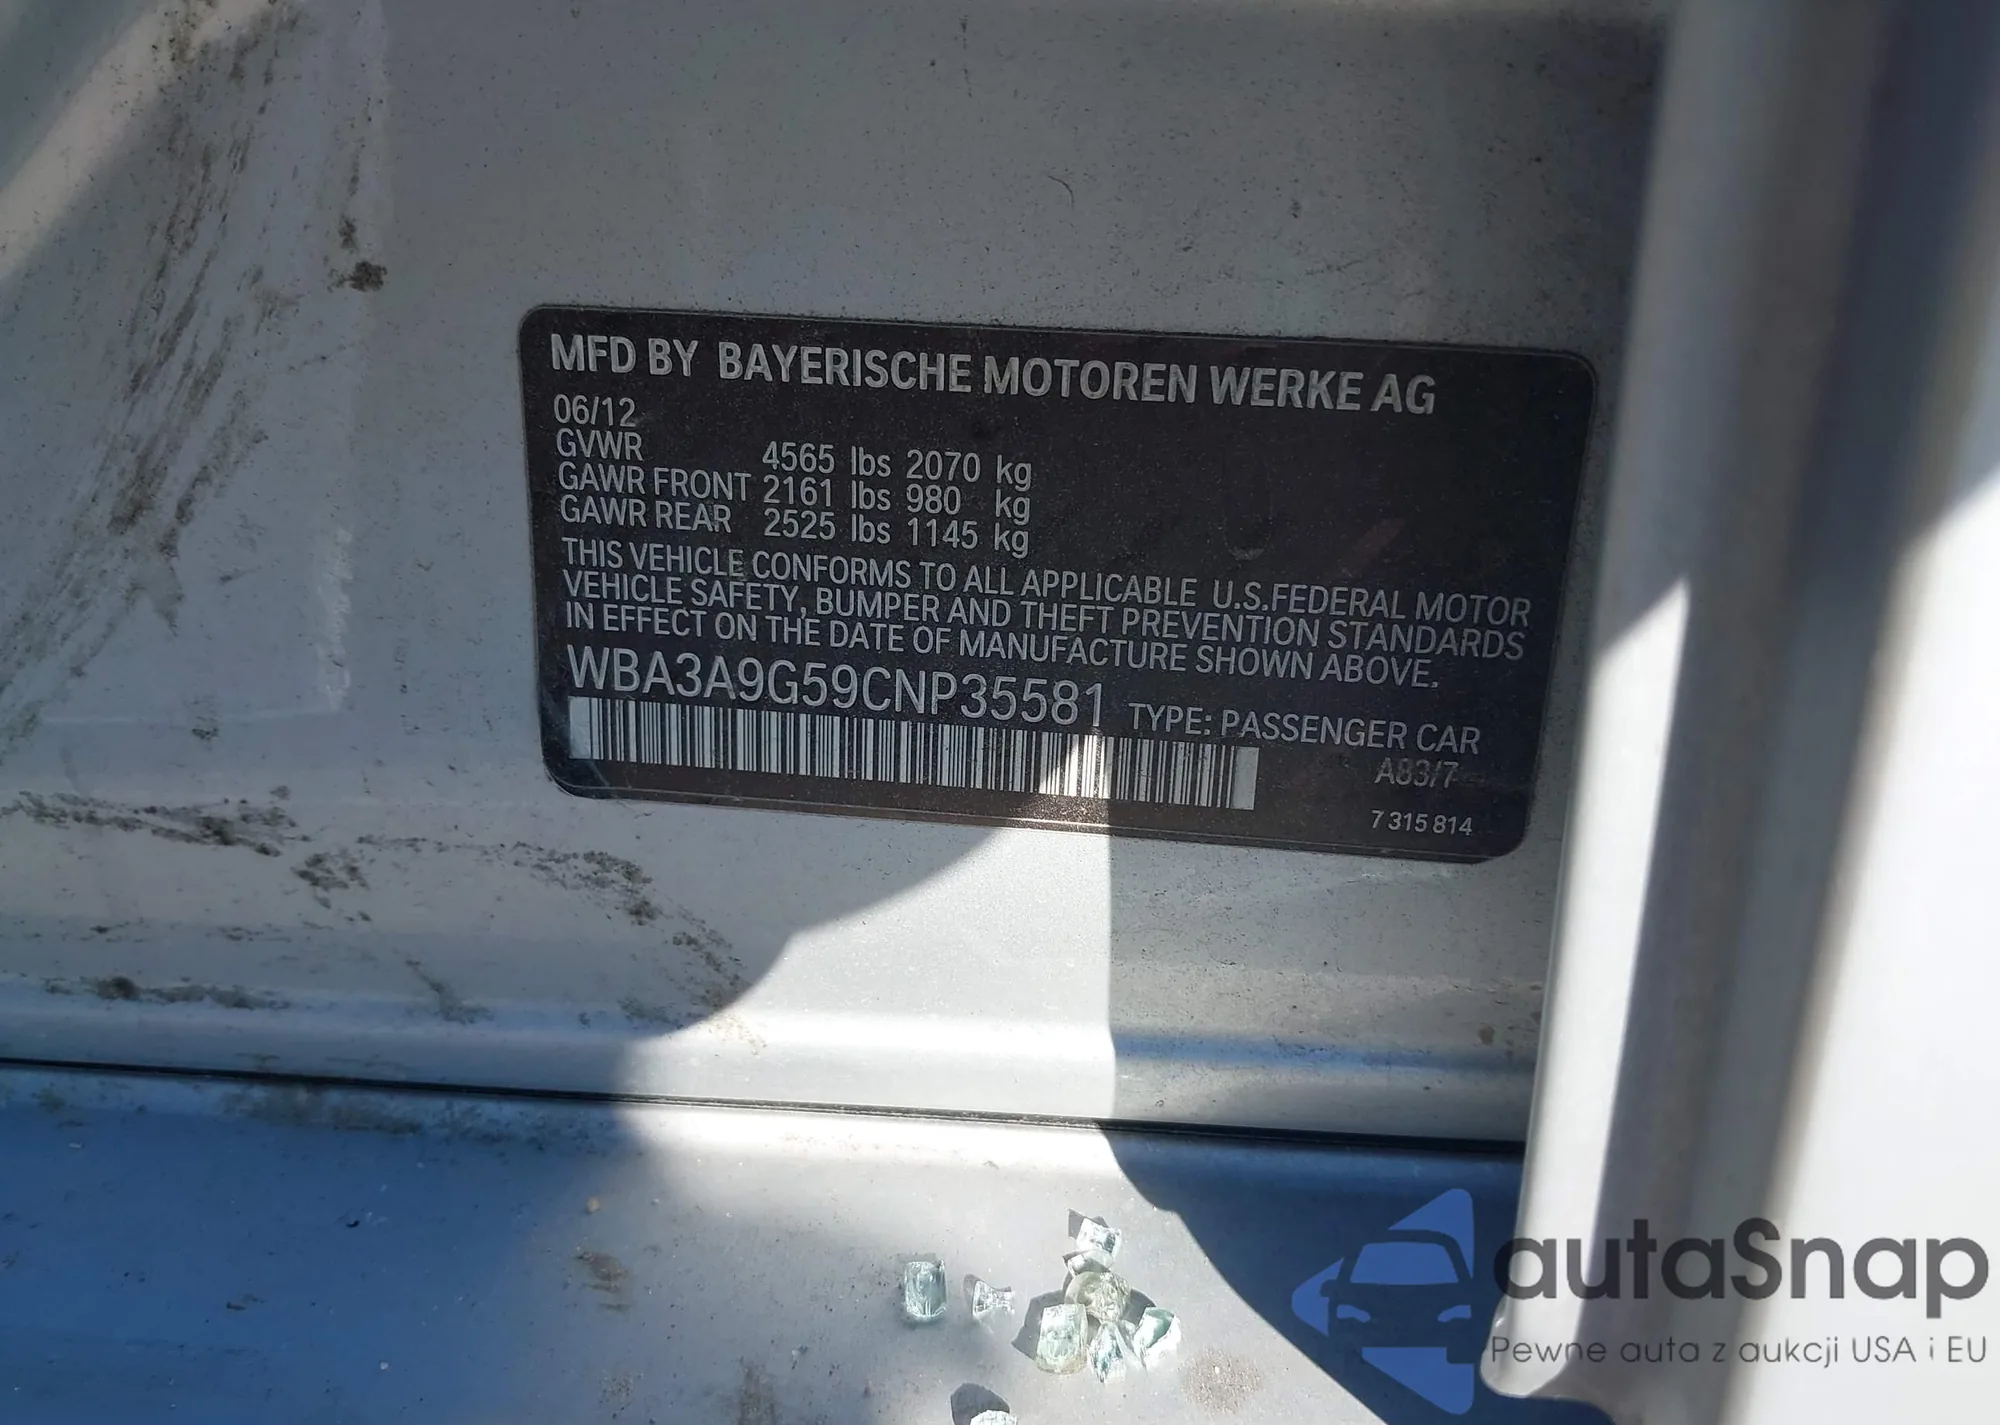 MFD BY BAYERISCHE MOTOREN WERKE AG
06/12
GVWR 4565 lbs 2070 kg
GAWR FRONT 2161 lbs 980 kg
GAWR REAR 2525 lbs 1145 kg
THIS VEHICLE CONFORMS TO ALL APPLICABLE U.S.FEDERAL MOTOR
VEHICLE SAFETY, BUMPER AND THEFT PREVENTION STANDARDS
IN EFFECT ON THE DATE OF MANUFACTURE SHOWN ABOVE.
WBA3A9G59CNP35581 TYPE: PASSENGER CAR
A83/7
7 315 814
autaSnap
Pewne auta z aukcji USA i EU